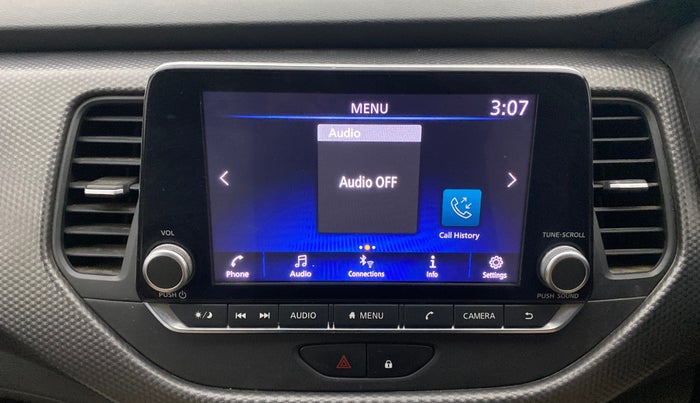 MENU 3:07
Audio
Audio OFF
Call History
VOL
TUNE·SCROLL
Phone Audio Connections Info Settings
PUSH
PUSH SOUND
AUDIO MENU CAMERA